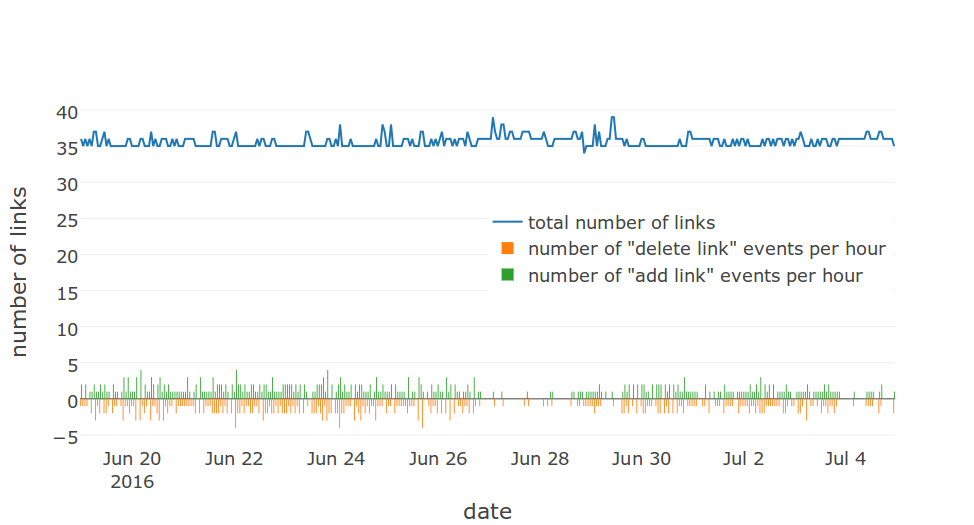 40
35
30
25
20
15
10
5
0
−5
number of links
total number of links
number of "delete link" events per hour
number of "add link" events per hour
Jun 20 Jun 22 Jun 24 Jun 26 Jun 28 Jun 30 Jul 2 Jul 4
2016
date